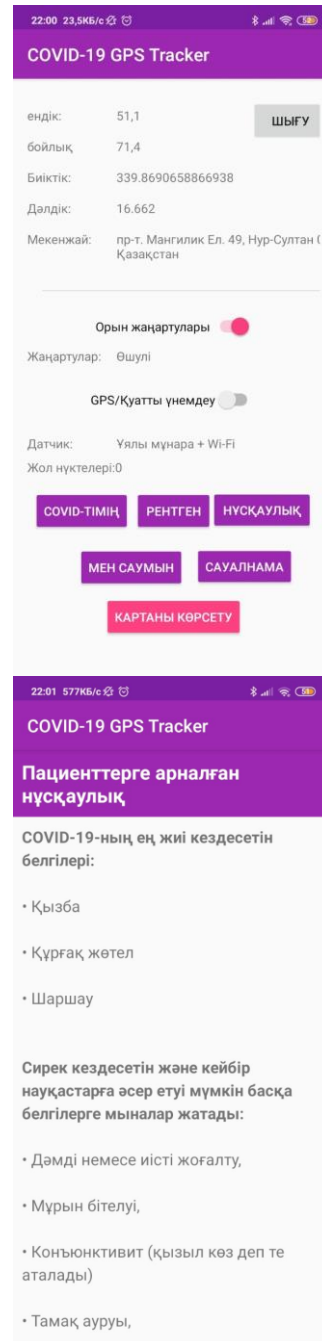 22:00 23,5КБ/с
COVID-19 GPS Tracker
ендік: 51,1
ШЫҒУ
бойлық 71,4
Биіктік: 339.8690658866938
Дәлдік: 16.662
Мекенжай: пр-т. Мангилик Ел. 49, Нур-Султан
Қазақстан
Орын жаңартулары
Жаңартулар: Өшулі
GPS/Қуатты үнемдеу
Датчик: Ұялы мұнара + Wi-Fi
Жол нүктелері:0
COVID-ТІМІҢ РЕНТГЕН НҰСҚАУЛЫҚ
МЕН САУМЫН САУАЛНАМА
КАРТАНЫ КӨРСЕТУ
22:01 577КБ/с
COVID-19 GPS Tracker
Пациенттерге арналған
нұсқаулық
COVID-19-ның ең жиі кездесетін
белгілері:
• Қызба
• Құрғақ жөтел
• Шаршау
Сирек кездесетін және кейбір
науқастарға әсер етуі мүмкін басқа
белгілерге мыналар жатады:
• Дәмді немесе иісті жоғалту,
• Мұрын бітелуі,
• Конъюнктивит (қызыл көз деп те
аталады)
• Тамақ ауруы,